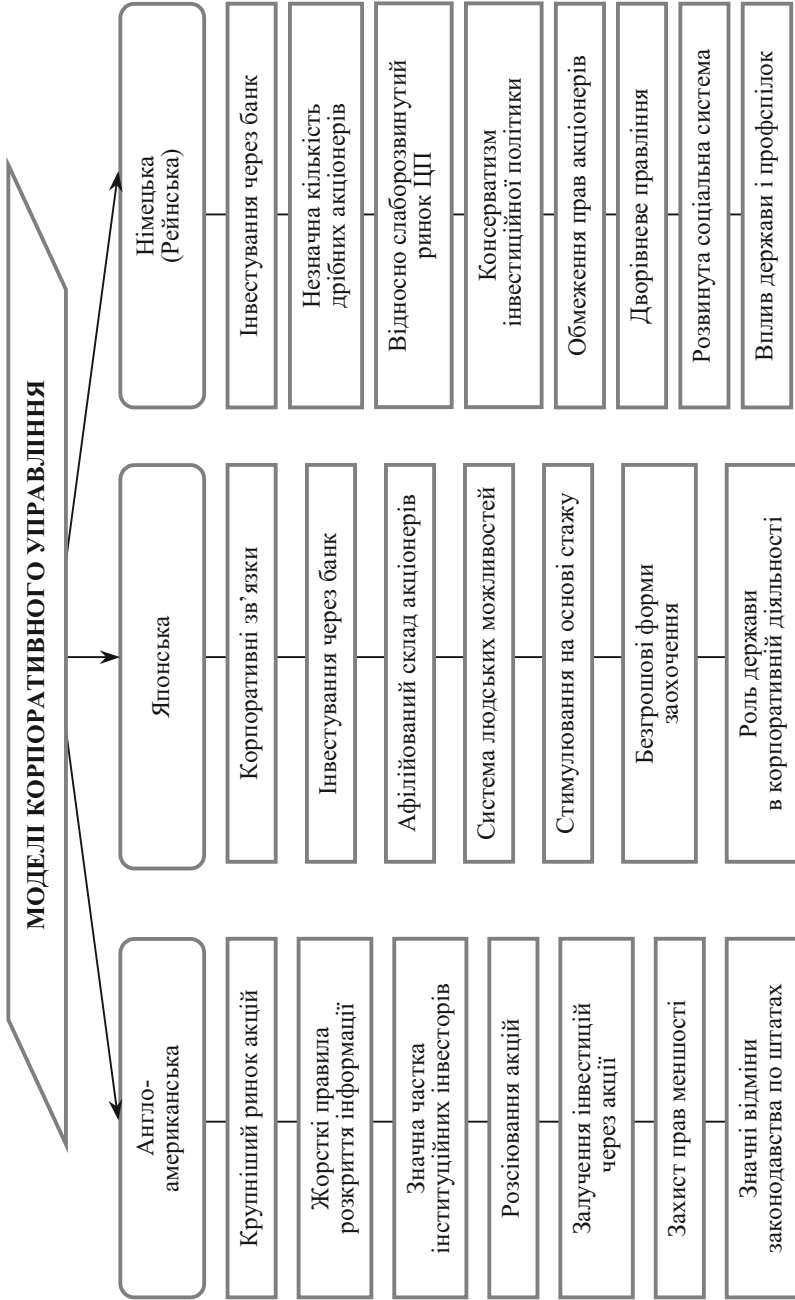 МОДЕЛІ КОРПОРАТИВНОГО УПРАВЛІННЯ
Англо-
американська
Крупніший ринок акцій
Жорсткі правила
розкриття інформації
Значна частка
інституційних інвесторів
Розсіювання акцій
Залучення інвестицій
через акції
Захист прав меншості
Значні відміни
законодавства по штатах
Японська
Корпоративні зв’язки
Інвестування через банк
Афілійований склад акціонерів
Система людських можливостей
Стимулювання на основі стажу
Безгрошові форми
заохочення
Роль держави
в корпоративній діяльності
Німецька
(Рейнська)
Інвестування через банк
Незначна кількість
дрібних акціонерів
Відносно слаборозвинутий
ринок ЦП
Консерватизм
інвестиційної політики
Обмеження прав акціонерів
Дворівневе правління
Розвинута соціальна система
Вплив держави і профспілок